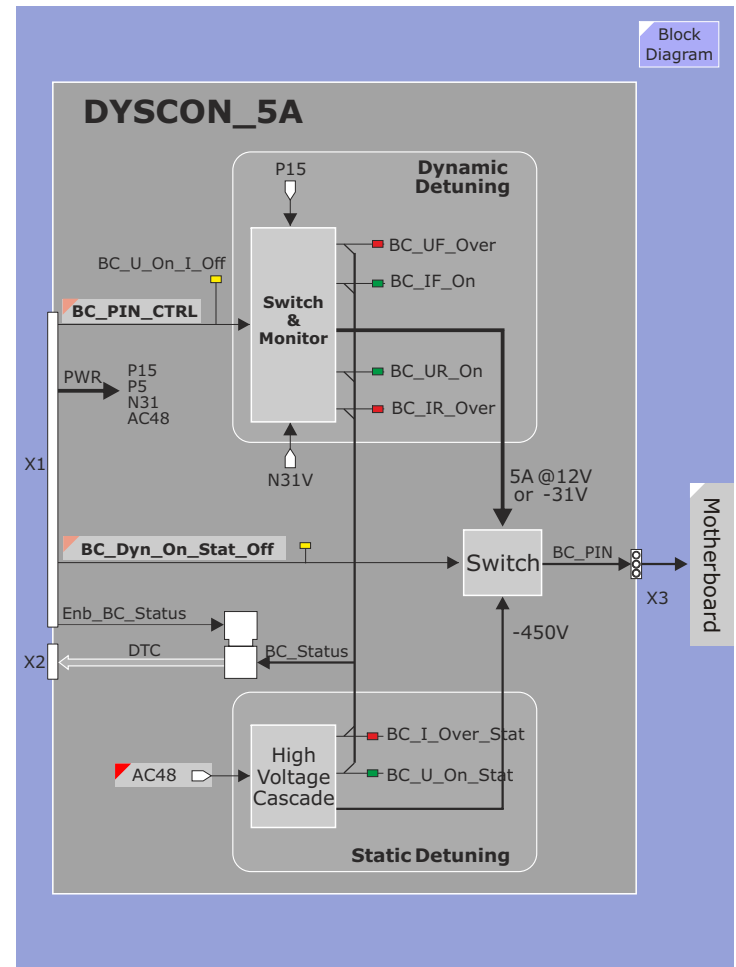 Block
Diagram
DYSCON_5A
Dynamic
Detuning
P15
BC_UF_Over
BC_U_On_I_Off
BC_IF_On
BC_PIN_CTRL
Switch
&
Monitor
PWR
P15
P5
N31
AC48
BC_UR_On
BC_IR_Over
X1
N31V
5A @12V
or -31V
Motherboard
BC_Dyn_On_Stat_Off
Switch
BC_PIN
X3
Enb_BC_Status
-450V
X2
DTC
BC_Status
BC_I_Over_Stat
High
Voltage
Cascade
AC48
BC_U_On_Stat
Static Detuning